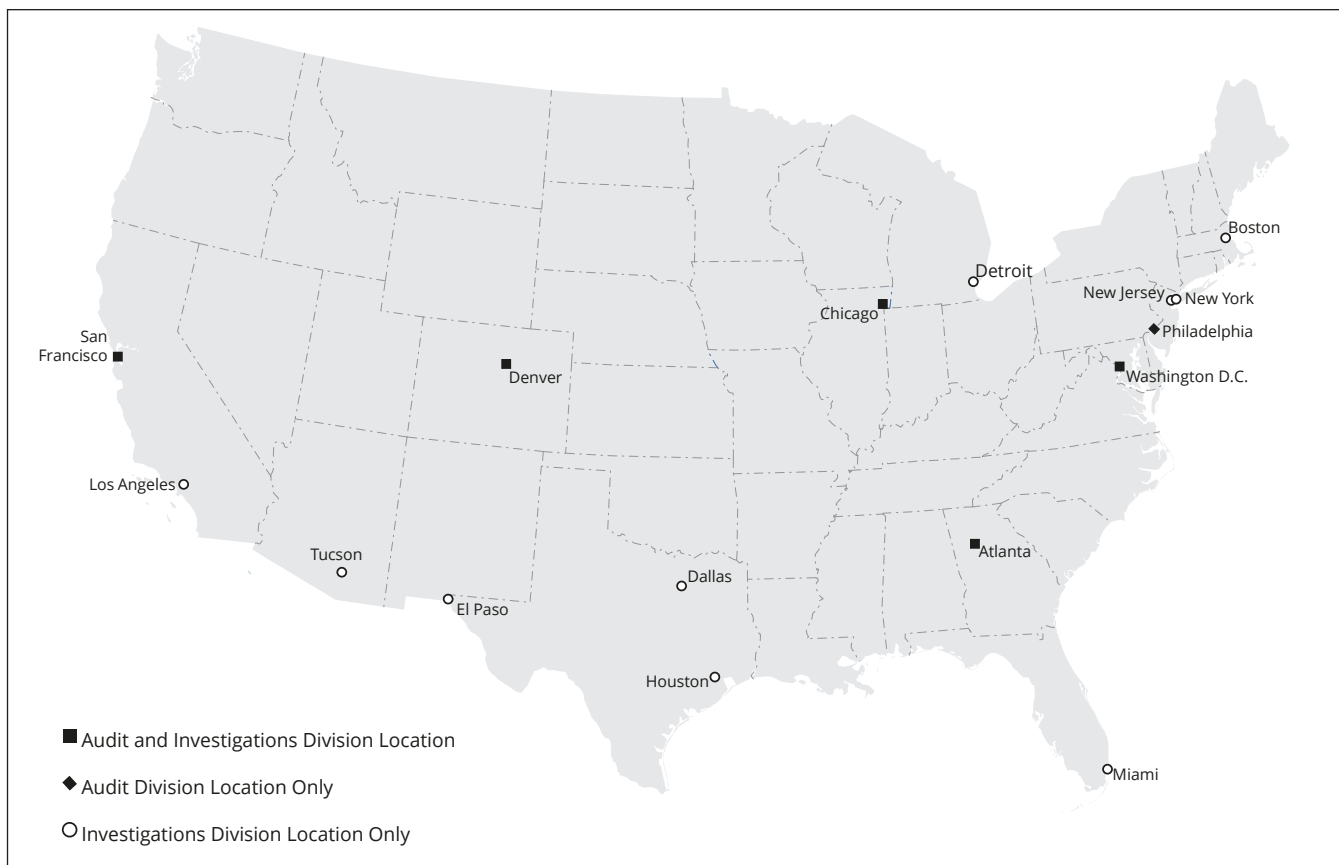 Boston
Detroit
New Jersey
New York
Chicago
Philadelphia
San
Francisco
Denver
Washington D.C.
Los Angeles
Atlanta
Tucson
Dallas
El Paso
Houston
Audit and Investigations Division Location
Miami
Audit Division Location Only
Investigations Division Location Only